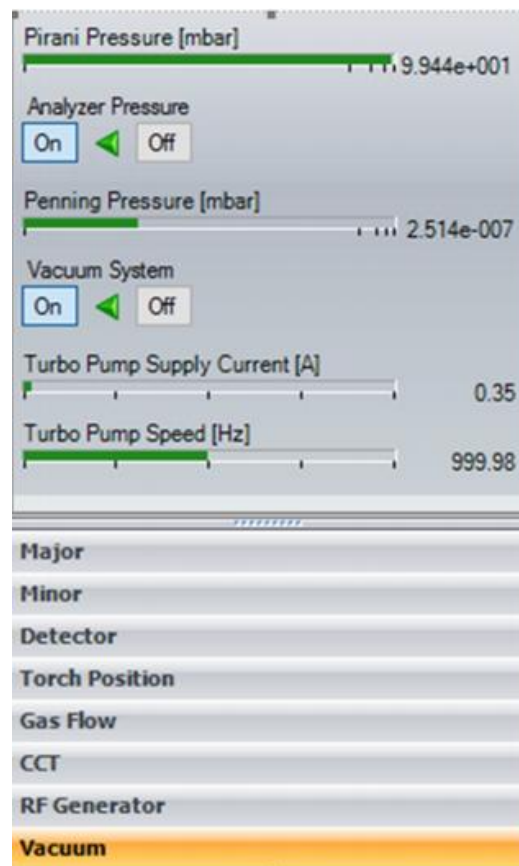 Pirani Pressure [mbar]
9.944e+001
Analyzer Pressure
On Off
Penning Pressure [mbar]
2.514e-007
Vacuum System
On Off
Turbo Pump Supply Current [A]
0.35
Turbo Pump Speed [Hz]
999.98
Major
Minor
Detector
Torch Position
Gas Flow
CCT
RF Generator
Vacuum